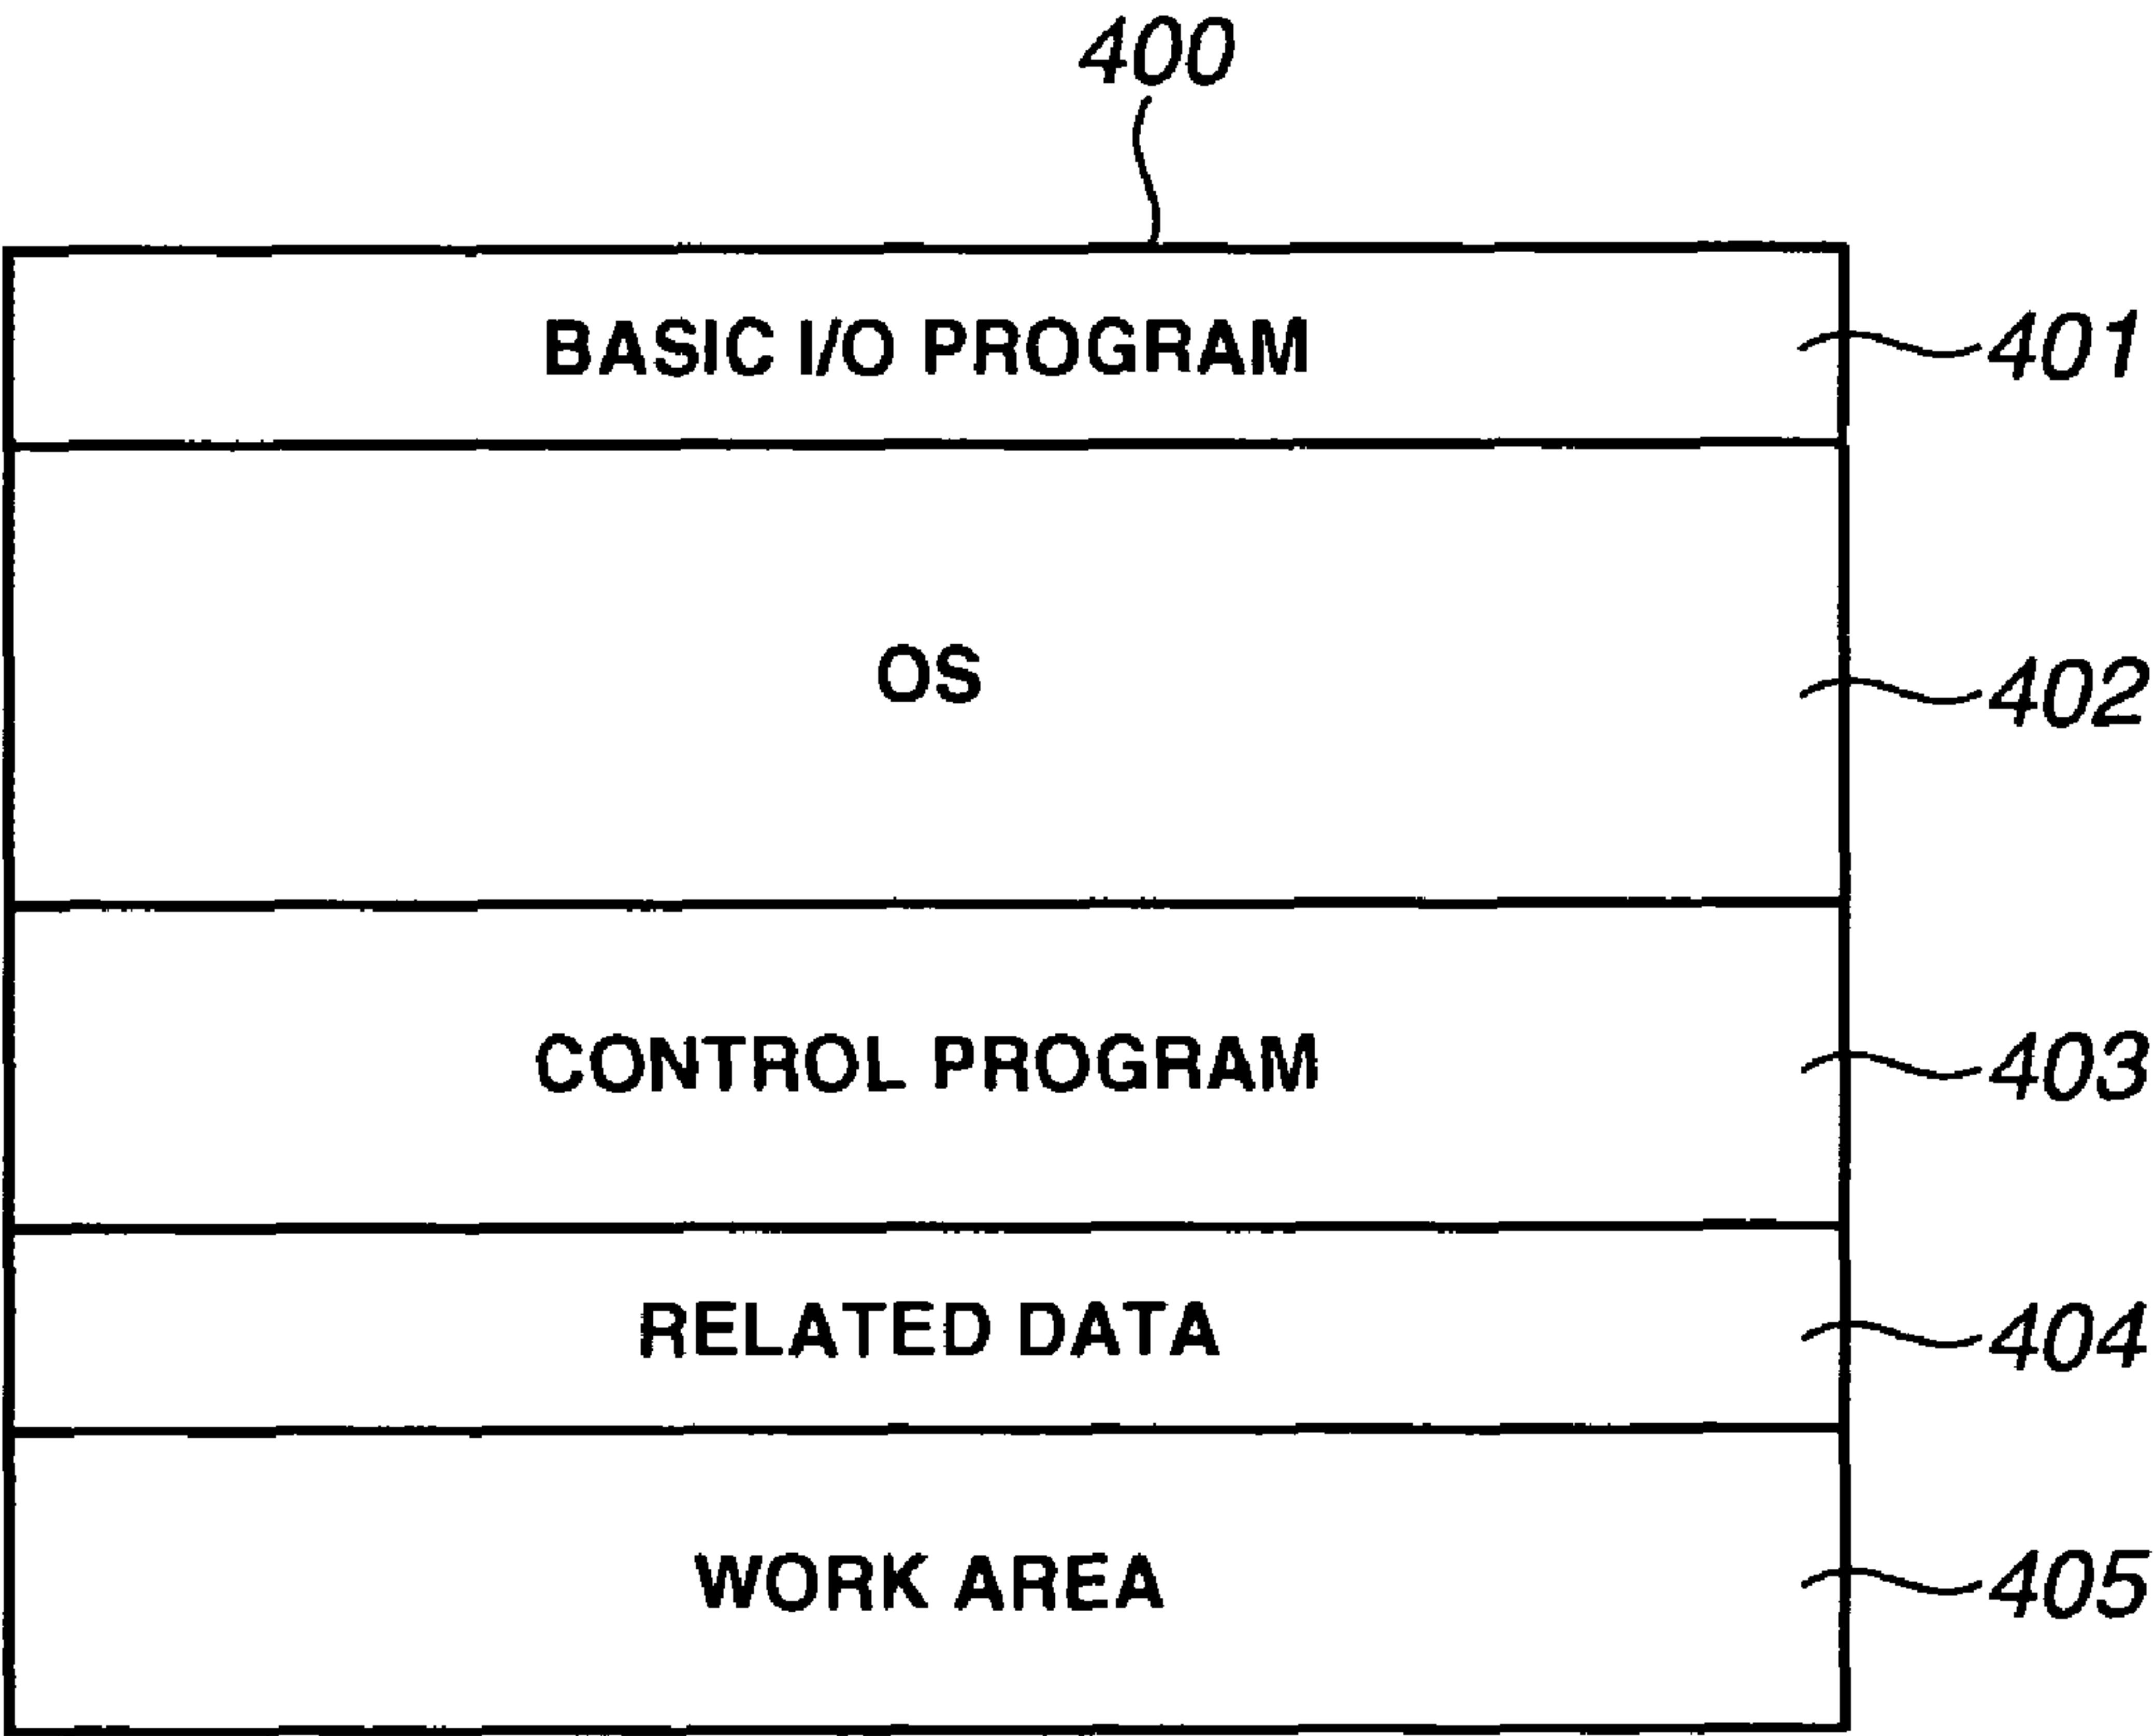 400
BASIC I/O PROGRAM 401
OS 402
CONTROL PROGRAM 403
RELATED DATA 404
WORK AREA 405